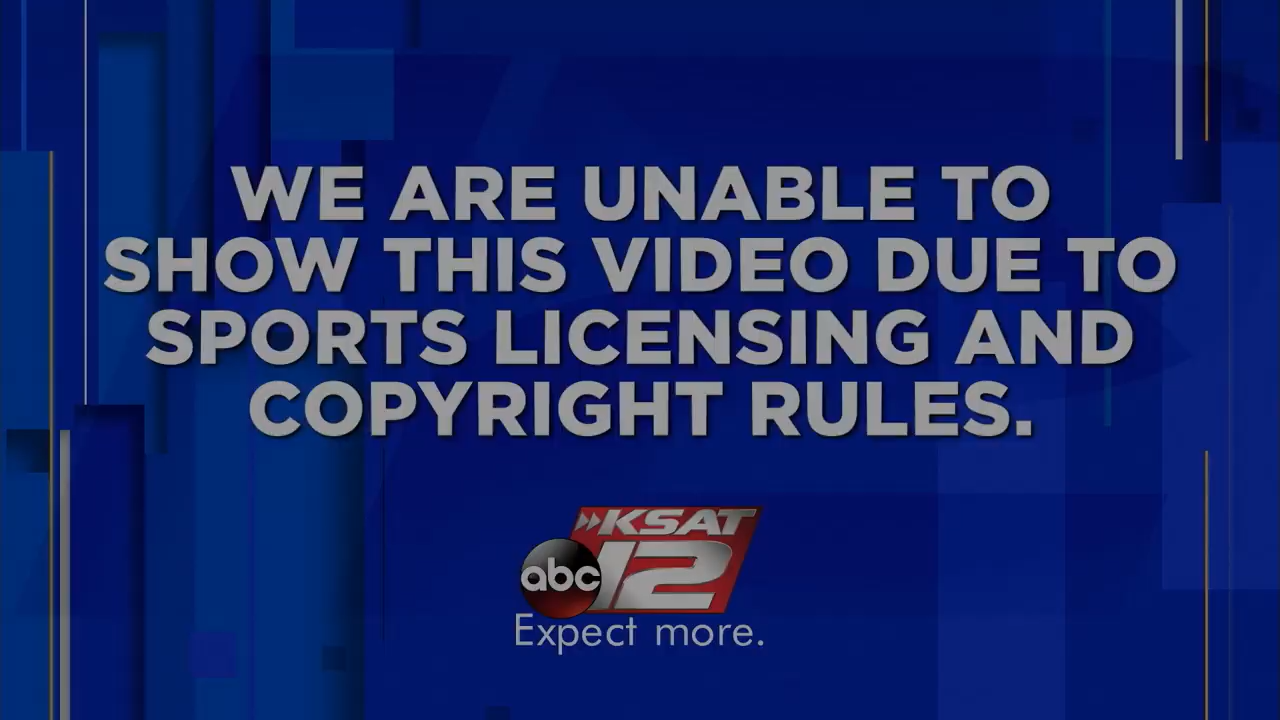 WE ARE UNABLE TO
SHOW THIS VIDEO DUE TO
SPORTS LICENSING AND
COPYRIGHT RULES.
KSAT
abc 12
Expect more.